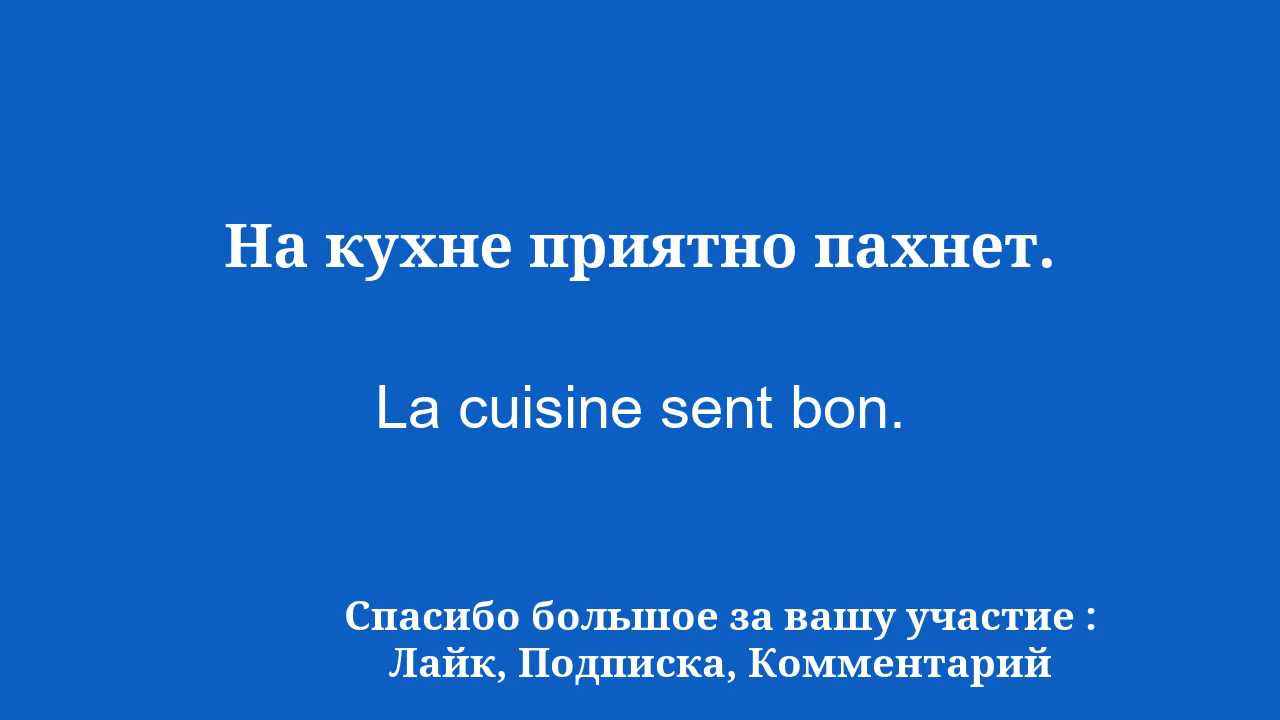 На кухне приятно пахнет.
La cuisine sent bon.
Спасибо большое за вашу участие :
Лайк, Подписка, Комментарий